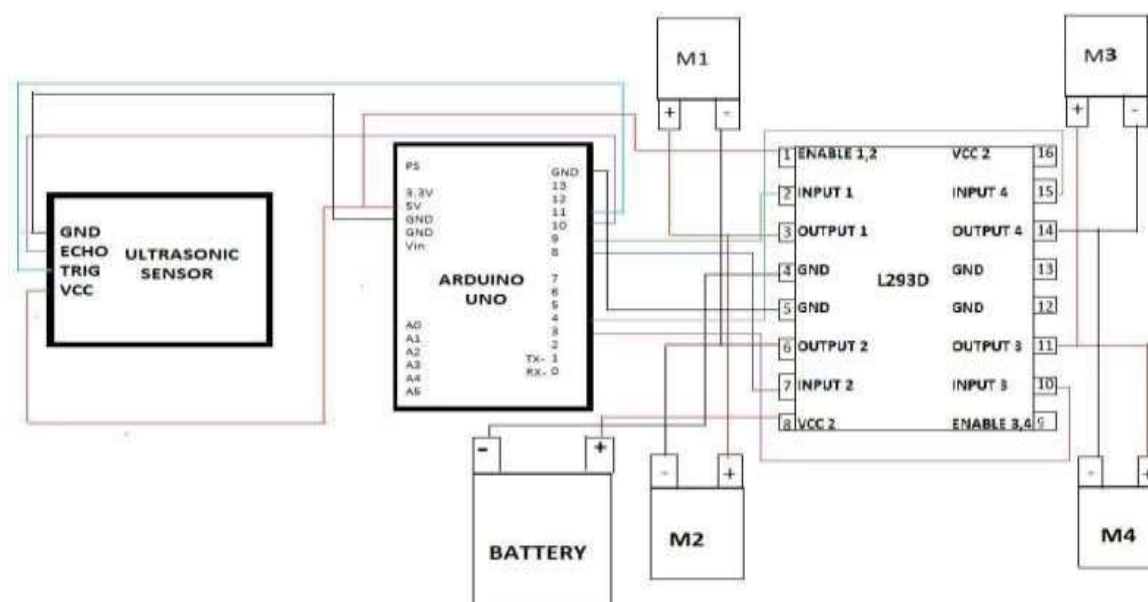 M1
+ -
M3
+ -
GND
ECHO
TRIG
VCC
ULTRASONIC
SENSOR
PS
3.3V
5V
GND
GND
Vin
A0
A1
A2
A3
A4
A5
ARDUINO
UNO
GND
13
12
11
10
9
8
7
6
5
4
3
2
TX- 1
RX- 0
1 ENABLE 1,2
2 INPUT 1
3 OUTPUT 1
4 GND
5 GND
6 OUTPUT 2
7 INPUT 2
8 VCC 2
L293D
VCC 2 16
INPUT 4 15
OUTPUT 4 14
GND 13
GND 12
OUTPUT 3 11
INPUT 3 10
ENABLE 3,4 9
- +
BATTERY
- +
M2
- +
M4